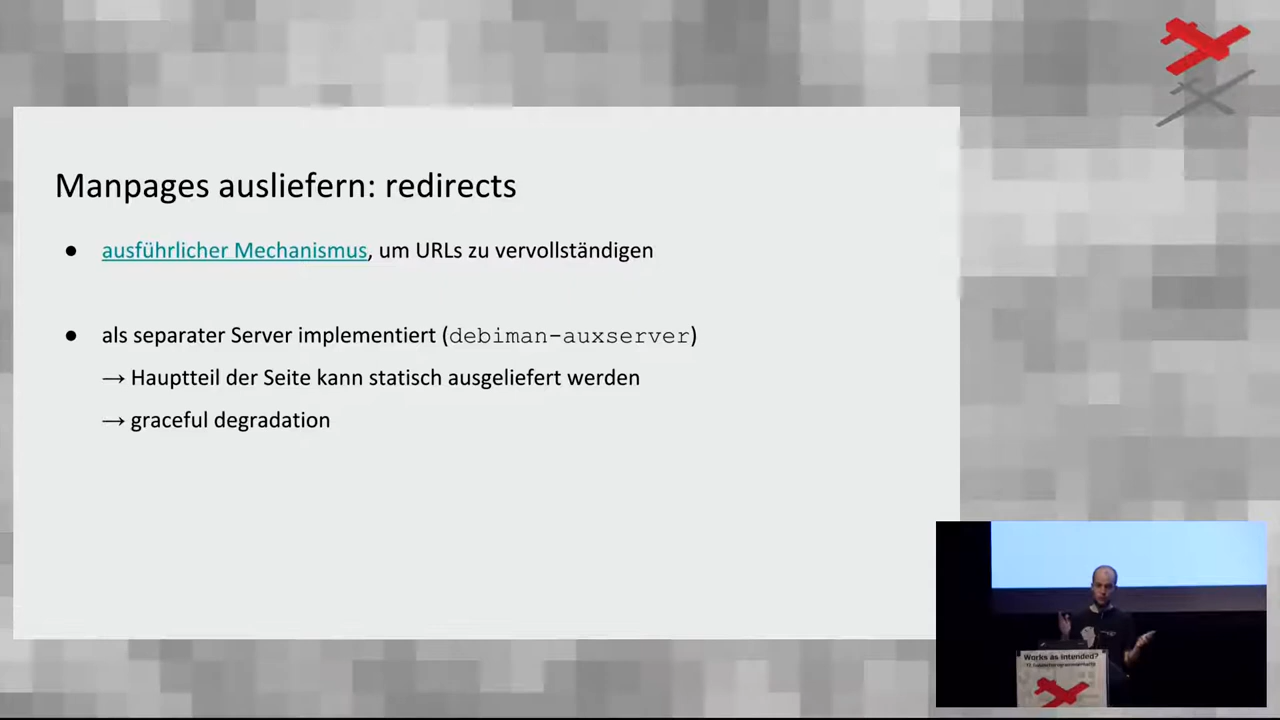 Manpages ausliefern: redirects
● ausführlicher Mechanismus, um URLs zu vervollständigen
● als separater Server implementiert (debiman-auxserver)
→ Hauptteil der Seite kann statisch ausgeliefert werden
→ graceful degradation
Works as intended?